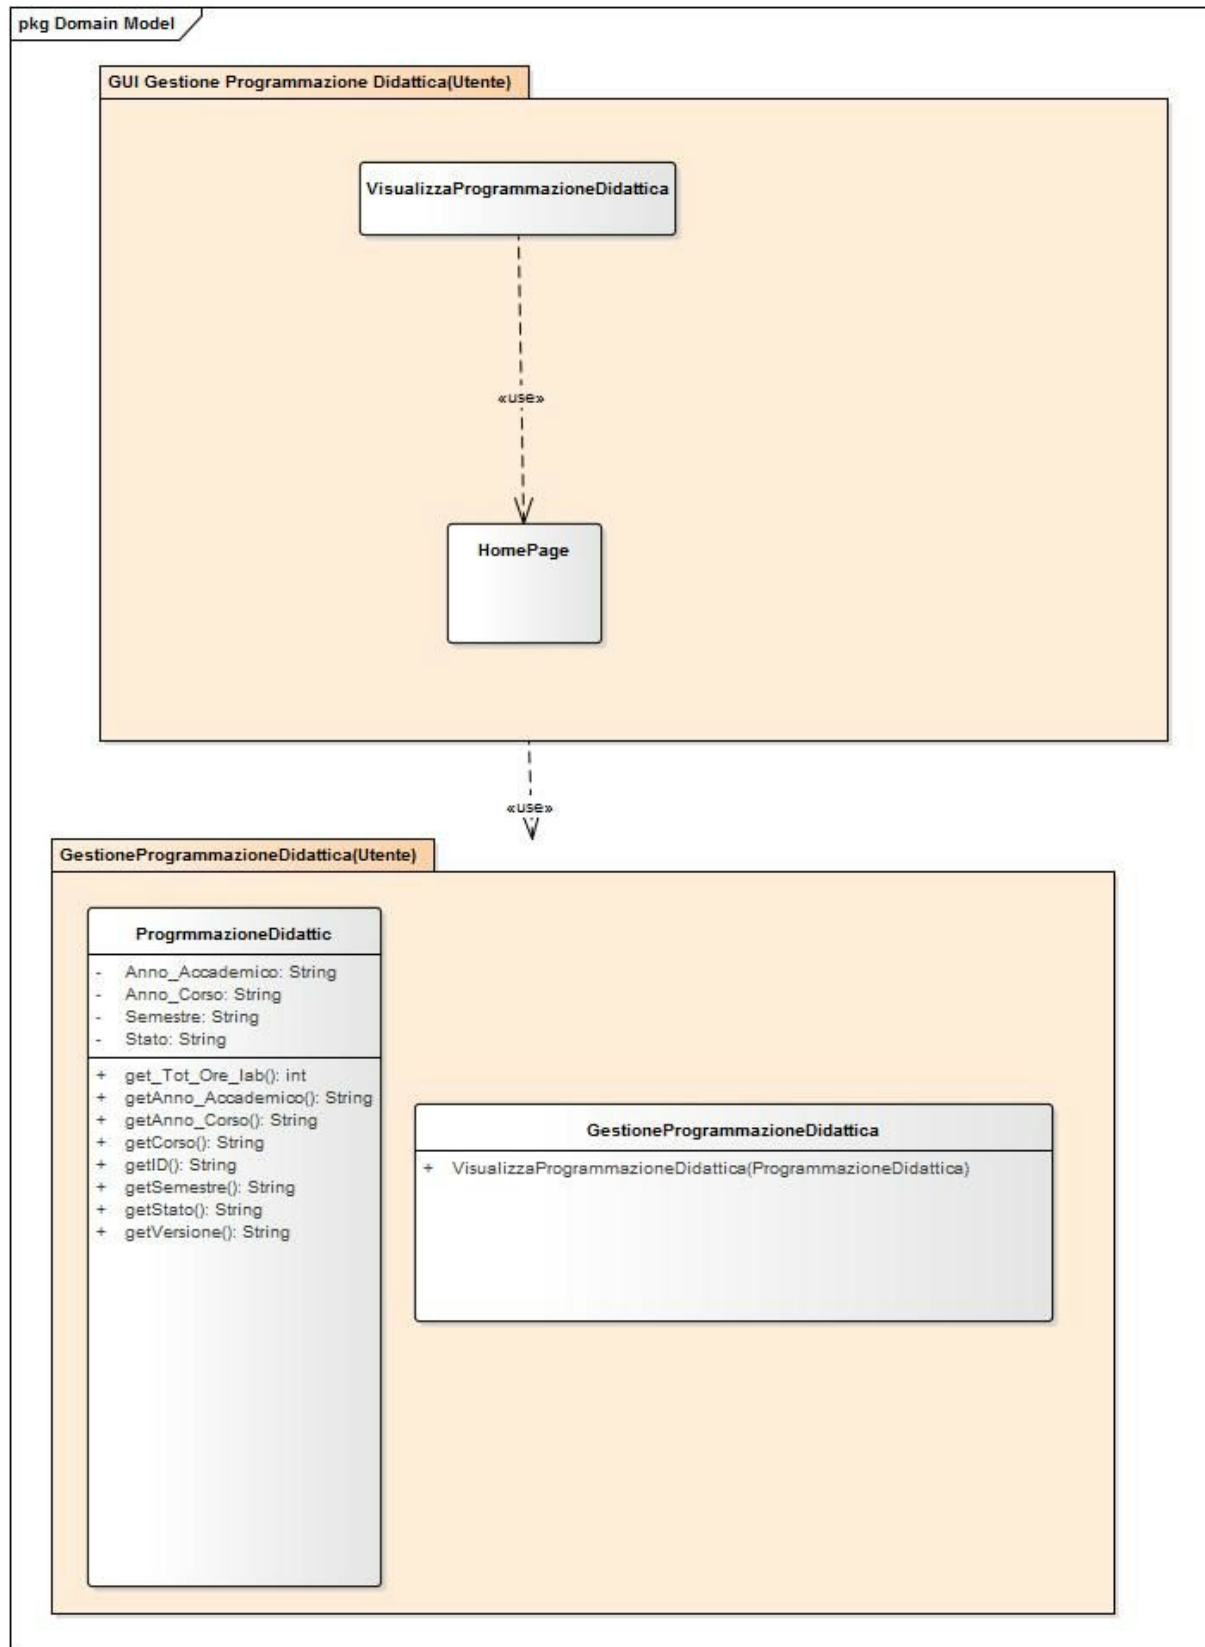 pkg Domain Model
GUI Gestione Programmazione Didattica(Utente)
VisualizzaProgrammazioneDidattica
«use»
HomePage
«use»
GestioneProgrammazioneDidattica(Utente)
ProgrmmazioneDidattic
- Anno_Accademico: String
- Anno_Corso: String
- Semestre: String
- Stato: String
+ get_Tot_Ore_lab(): int
+ getAnno_Accademico(): String
+ getAnno_Corso(): String
+ getCorso(): String
+ getID(): String
+ getSemestre(): String
+ getStato(): String
+ getVersione(): String
GestioneProgrammazioneDidattica
+ VisualizzaProgrammazioneDidattica(ProgrammazioneDidattica)